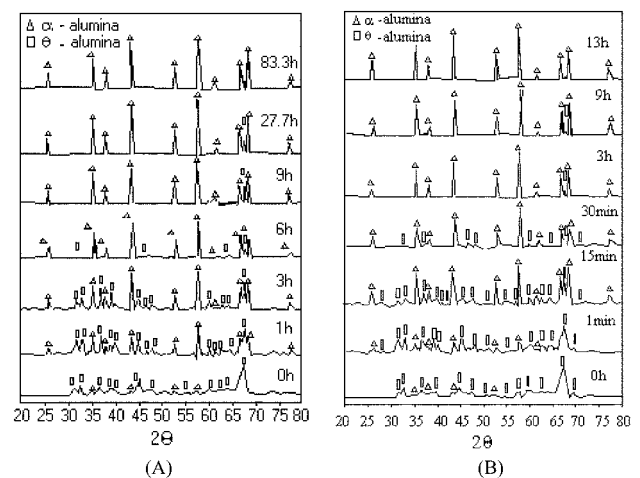 △ α - alumina
▯ θ - alumina
83.3h
27.7h
9h
6h
3h
1h
0h
20 25 30 35 40 45 50 55 60 65 70 75 80
2Θ
(A)
△ α - alumina
▯ θ - alumina
13h
9h
3h
30min
15min
1min
0h
20 25 30 35 40 45 50 55 60 65 70 75 80
2Θ
(B)